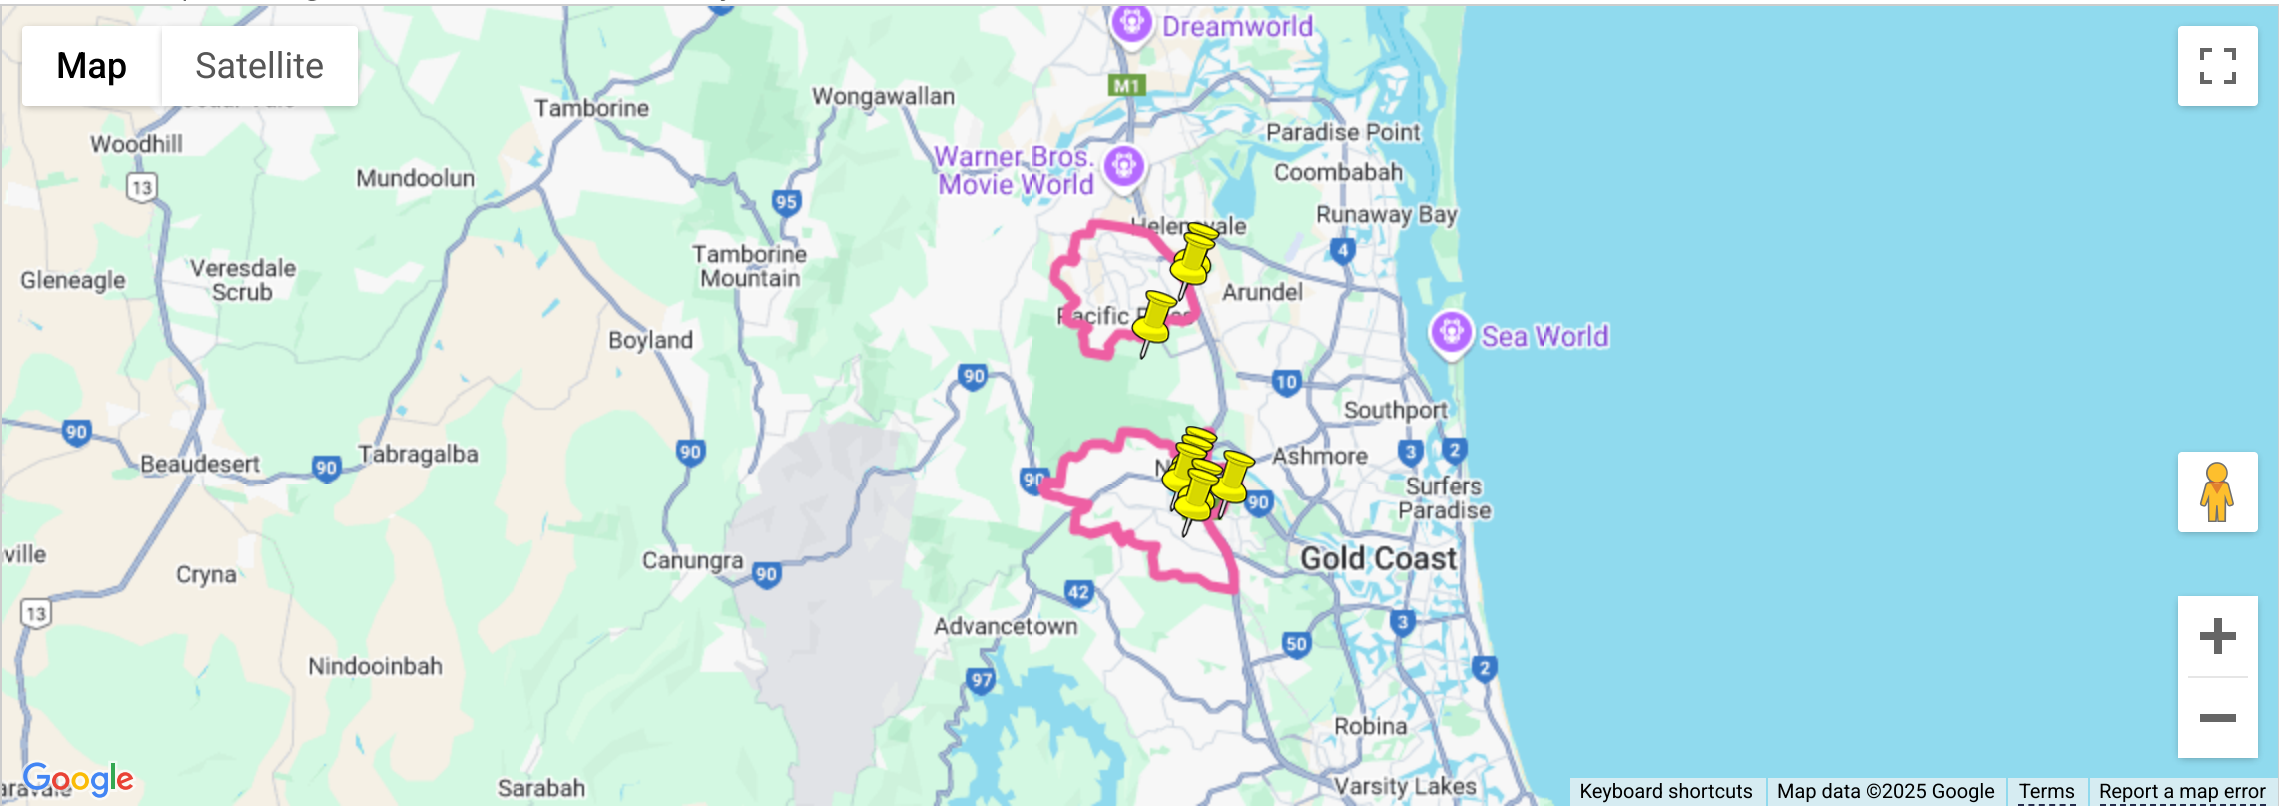 Map
Satellite
Dreamworld
M1
Wongawallan
Tamborine
Paradise Point
Woodhill
Warner Bros.
Movie World
Coombabah
Mundoolun
13
95
Runaway Bay
Tamborine
Mountain
4
Veresdale
Scrub
Gleneagle
Arundel
Pacific
Sea World
Boyland
90
10
Southport
90
Beaudesert
90
Tabragalba
90
90
Ashmore
3
2
90
Surfers
Paradise
ville
Cryna
Canungra
90
Gold Coast
42
13
Advancetown
3
50
Nindooinbah
97
2
Robina
Google
Sarabah
Varsity Lakes
Keyboard shortcuts
Map data ©2025 Google
Terms
Report a map error